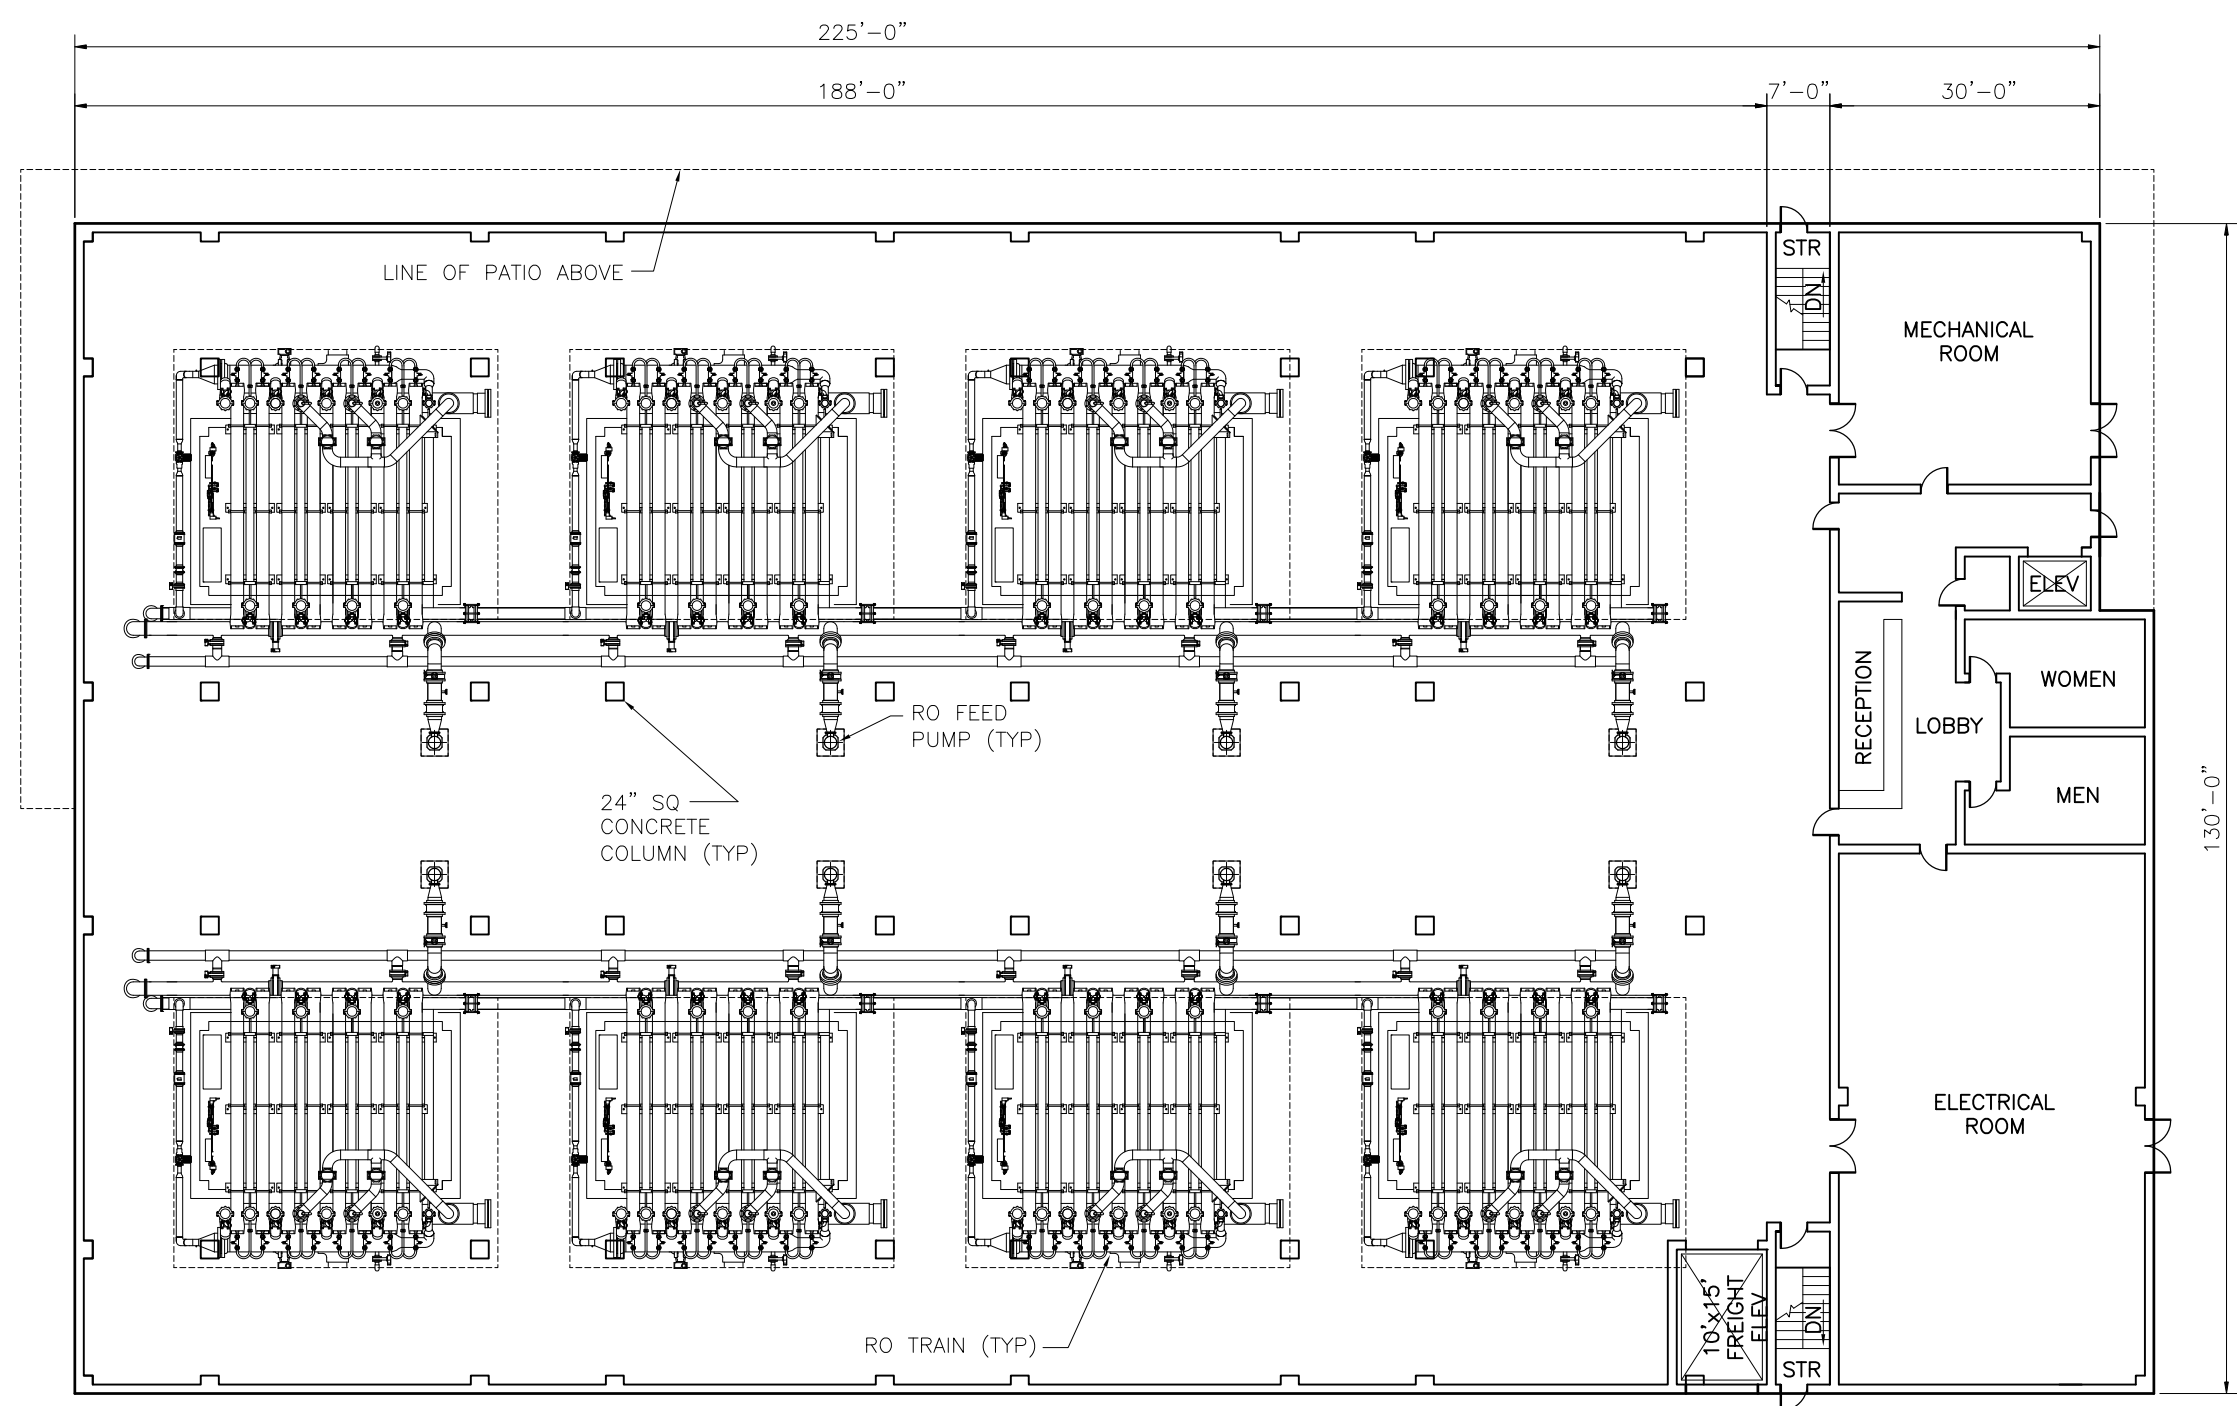 225'-0"
188'-0"
7'-0"
30'-0"
LINE OF PATIO ABOVE
STR
DN
MECHANICAL
ROOM
ELEV
WOMEN
RECEPTION
LOBBY
MEN
RO FEED
PUMP (TYP)
24" SQ
CONCRETE
COLUMN (TYP)
130'-0"
ELECTRICAL
ROOM
RO TRAIN (TYP)
10'x15'
FREIGHT
ELEV
DN
STR